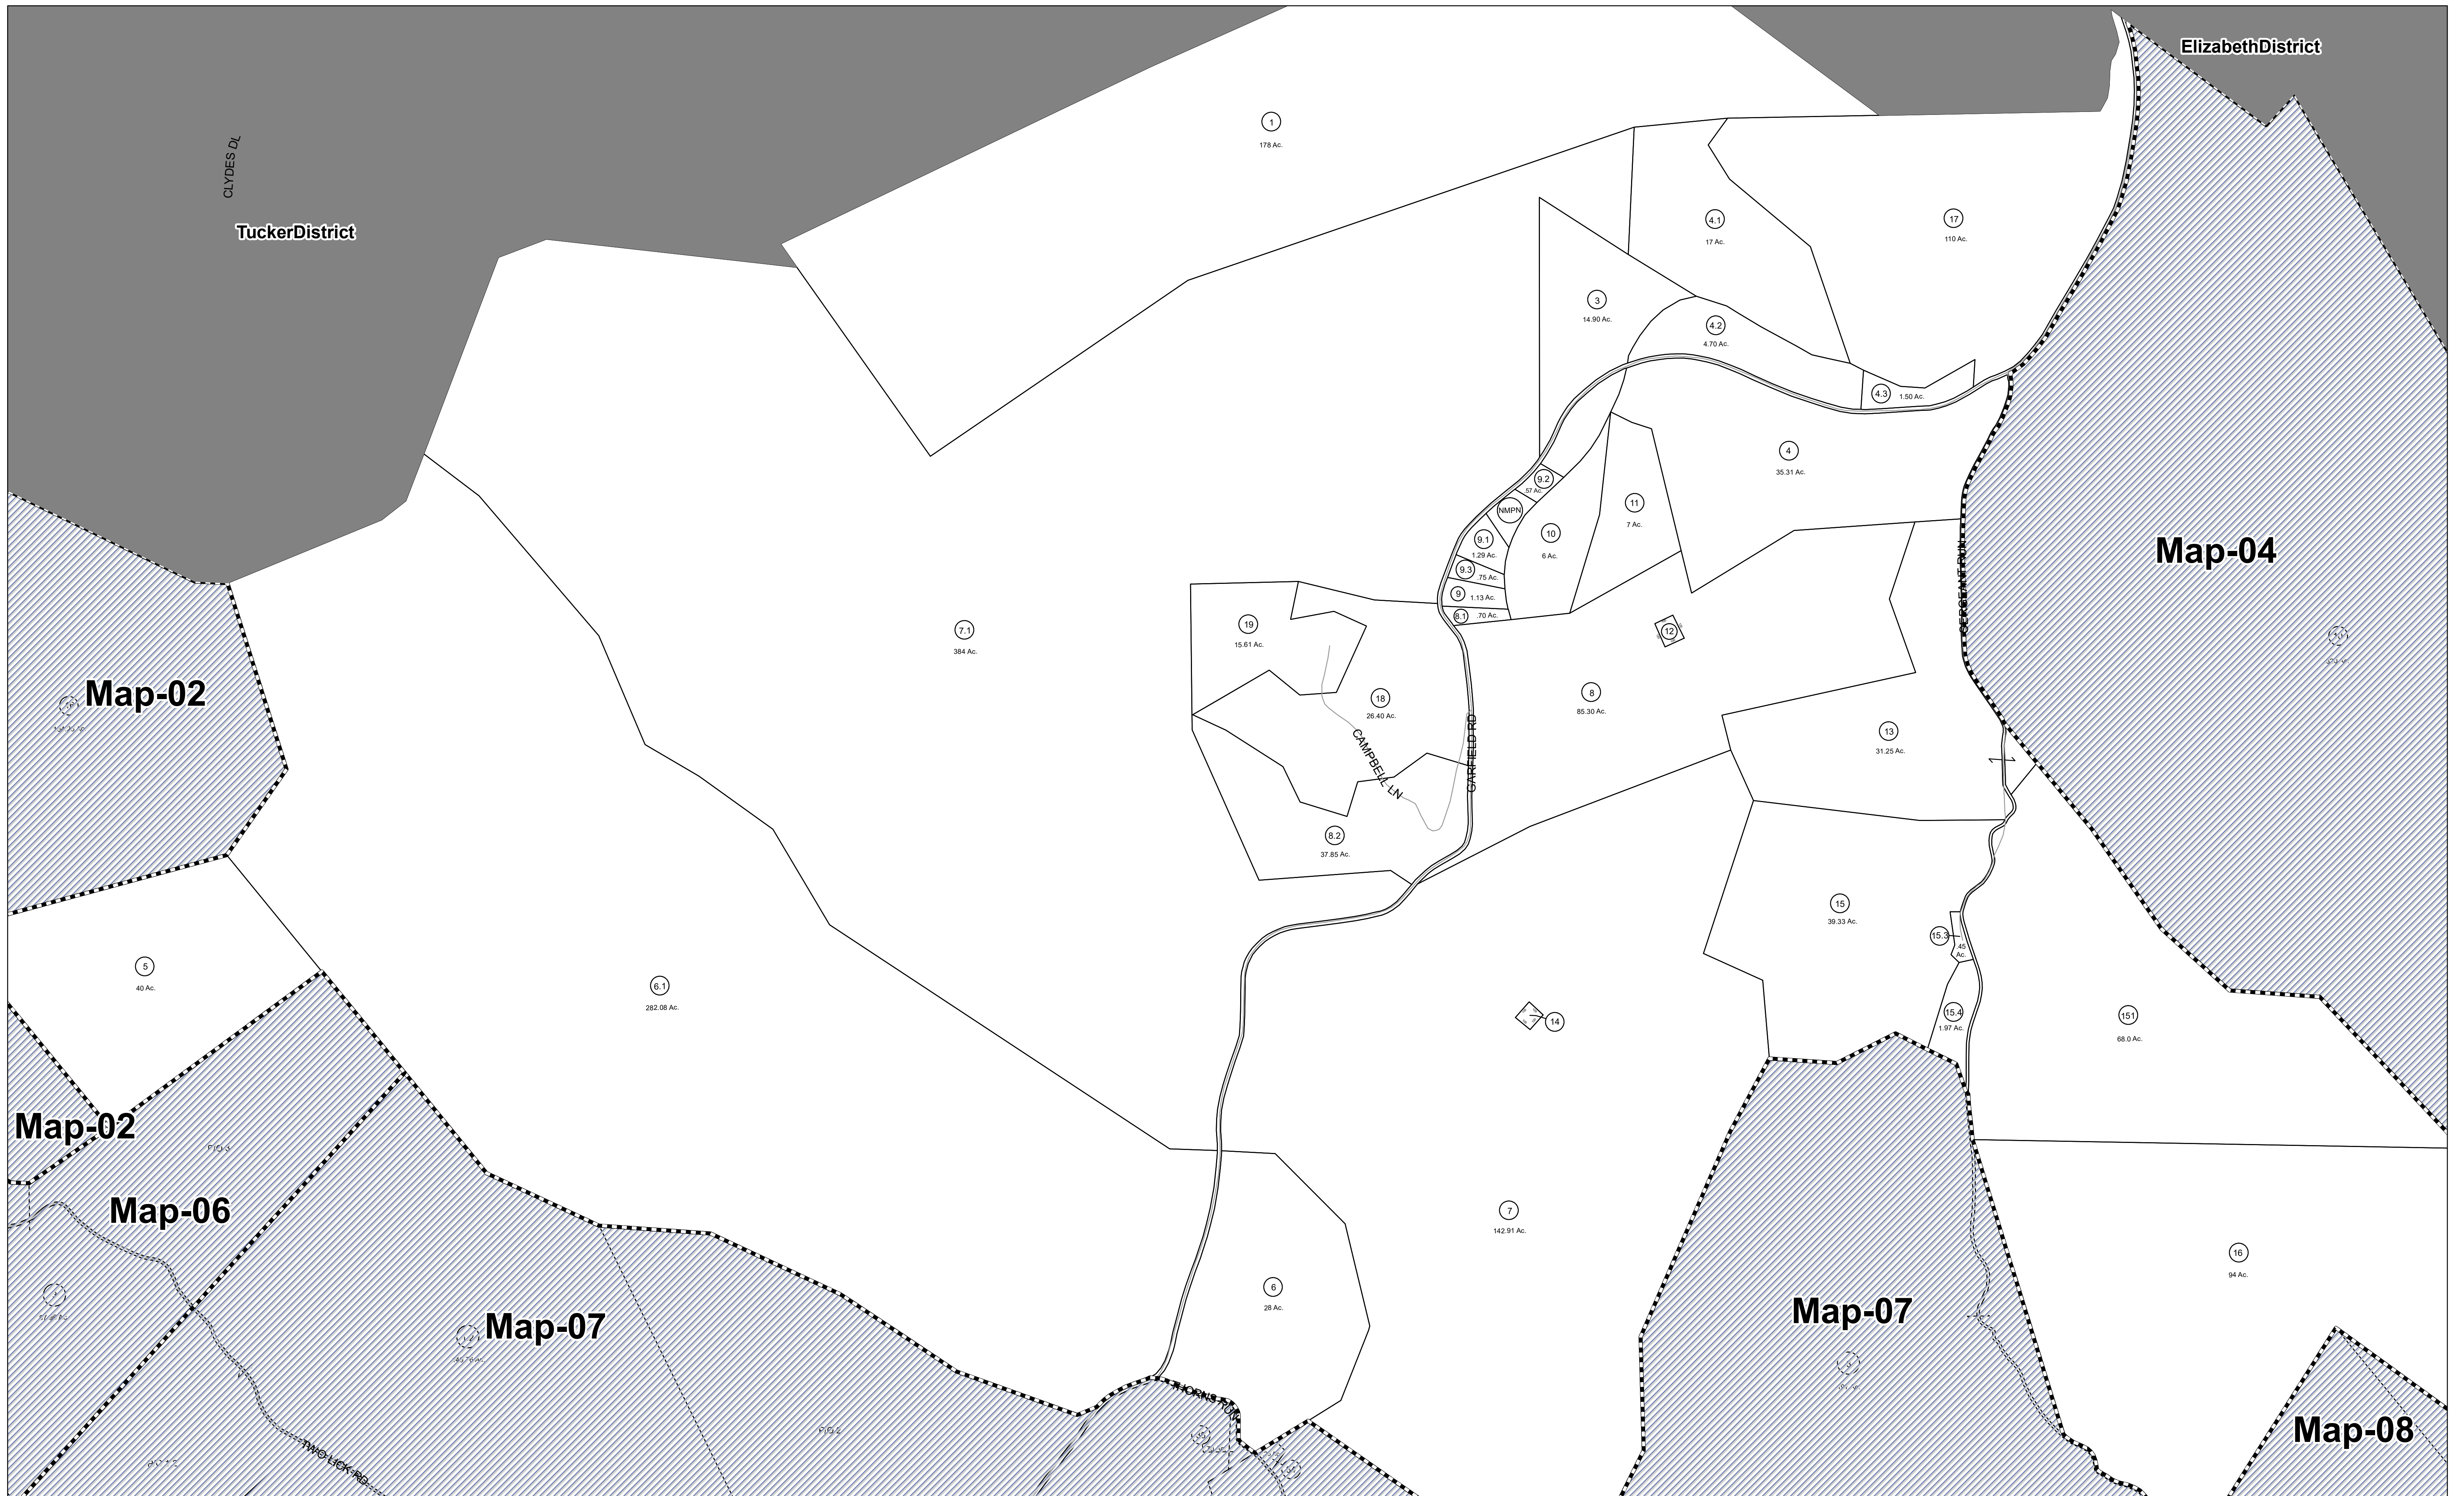 ElizabethDistrict
CLYDES DL
TuckerDistrict
1
178 Ac.
4.1
17 Ac.
17
110 Ac.
3
14.90 Ac.
4.2
4.70 Ac.
4.3
1.50 Ac.
4
35.31 Ac.
9.2
.57 Ac.
NMPN
11
7 Ac.
10
6 Ac.
9.1
1.29 Ac.
9.3
.75 Ac.
9
1.13 Ac.
8.1
.70 Ac.
Map-04
7.1
384 Ac.
19
15.61 Ac.
12
Map-02
18
26.40 Ac.
8
85.30 Ac.
CAMPBELL LN
GARFIELD RD
13
31.25 Ac.
8.2
37.85 Ac.
15
39.33 Ac.
15.3
.45
Ac.
5
40 Ac.
6.1
282.08 Ac.
14
15.4
1.97 Ac.
151
68.0 Ac.
Map-02
P/O 3
Map-06
7
142.91 Ac.
16
94 Ac.
6
28 Ac.
Map-07
Map-07
THORNS RUN
P/O 2
Map-08
TWO LICK RD